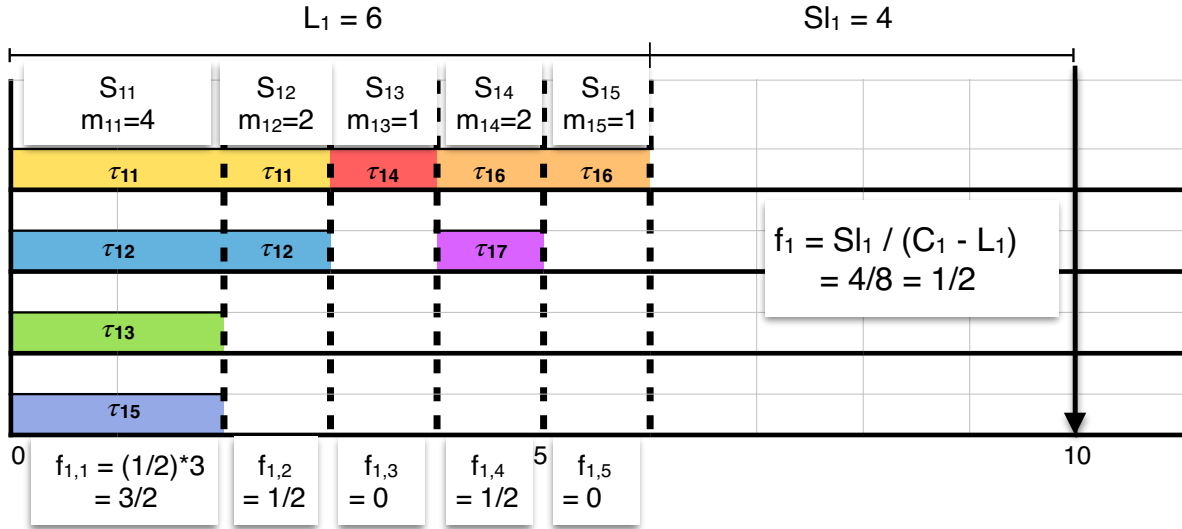 L₁ = 6 Sl₁ = 4
S₁₁ S₁₂ S₁₃ S₁₄ S₁₅
m₁₁=4 m₁₂=2 m₁₃=1 m₁₄=2 m₁₅=1
τ₁₁ τ₁₁ τ₁₄ τ₁₆ τ₁₆
τ₁₂ τ₁₂ τ₁₇
f₁ = Sl₁ / (C₁ - L₁)
= 4/8 = 1/2
τ₁₃
τ₁₅
0 5 10
f₁,₁ = (1/2)*3 f₁,₂ f₁,₃ f₁,₄ f₁,₅
= 3/2 = 1/2 = 0 = 1/2 = 0